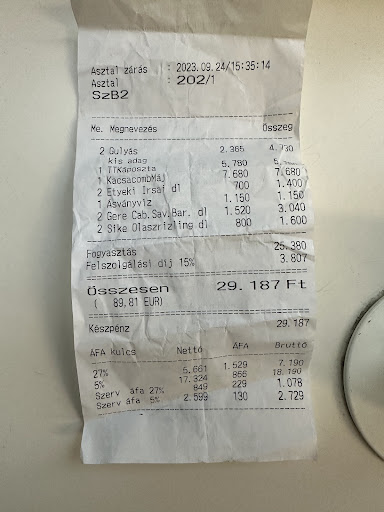 Asztal zárás : 2023.09.24/15:35:14
Asztal : 202/1
SzB2
Me. Megnevezés Összeg
2 Gulyás 2.365 4.730
kis adag
1 TTKáposzta 5.780
1 KacsacombMáj 7.680 7.680
2 Etyeki Irsai dl 700 1.400
1 Ásványvíz 1.150 1.150
2 Gere Cab.Sav.Bar. dl 1.520 3.040
2 Sike Olaszrizling dl 800 1.600
Fogyasztás 25.380
Felszolgálási díj 15% 3.807
Összesen 29.187 Ft
( 89,81 EUR)
Készpénz 29.187
ÁFA Kulcs Nettó ÁFA Bruttó
27% 5.661 1.529 7.190
5% 17.324 866 18.190
Szerv áfa 27% 849 229 1.078
Szerv áfa 5% 2.599 130 2.729